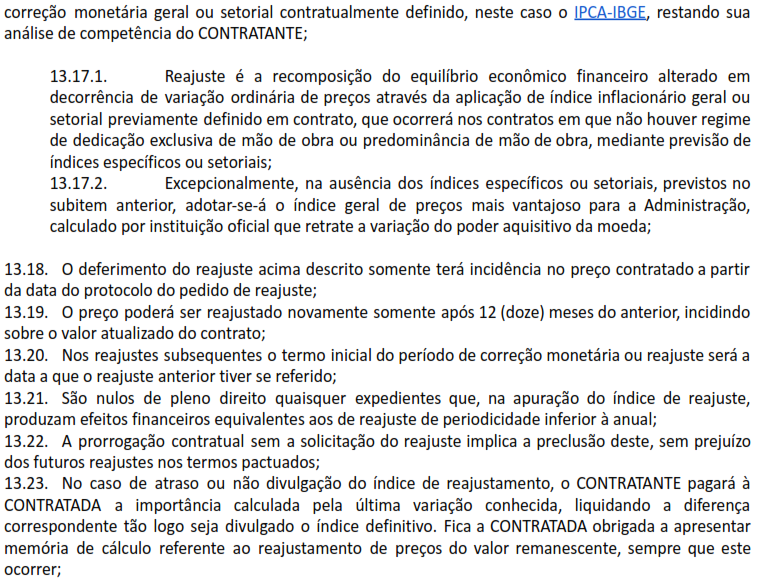 correção monetária geral ou setorial contratualmente definido, neste caso o IPCA-IBGE, restando sua
análise de competência do CONTRATANTE;
13.17.1. Reajuste é a recomposição do equilíbrio econômico financeiro alterado em
decorrência de variação ordinária de preços através da aplicação de índice inflacionário geral ou
setorial previamente definido em contrato, que ocorrerá nos contratos em que não houver regime
de dedicação exclusiva de mão de obra ou predominância de mão de obra, mediante previsão de
índices específicos ou setoriais;
13.17.2. Excepcionalmente, na ausência dos índices específicos ou setoriais, previstos no
subitem anterior, adotar-se-á o índice geral de preços mais vantajoso para a Administração,
calculado por instituição oficial que retrate a variação do poder aquisitivo da moeda;
13.18. O deferimento do reajuste acima descrito somente terá incidência no preço contratado a partir
da data do protocolo do pedido de reajuste;
13.19. O preço poderá ser reajustado novamente somente após 12 (doze) meses do anterior, incidindo
sobre o valor atualizado do contrato;
13.20. Nos reajustes subsequentes o termo inicial do período de correção monetária ou reajuste será a
data a que o reajuste anterior tiver se referido;
13.21. São nulos de pleno direito quaisquer expedientes que, na apuração do índice de reajuste,
produzam efeitos financeiros equivalentes aos de reajuste de periodicidade inferior à anual;
13.22. A prorrogação contratual sem a solicitação do reajuste implica a preclusão deste, sem prejuízo
dos futuros reajustes nos termos pactuados;
13.23. No caso de atraso ou não divulgação do índice de reajustamento, o CONTRATANTE pagará à
CONTRATADA a importância calculada pela última variação conhecida, liquidando a diferença
correspondente tão logo seja divulgado o índice definitivo. Fica a CONTRATADA obrigada a apresentar
memória de cálculo referente ao reajustamento de preços do valor remanescente, sempre que este
ocorrer;